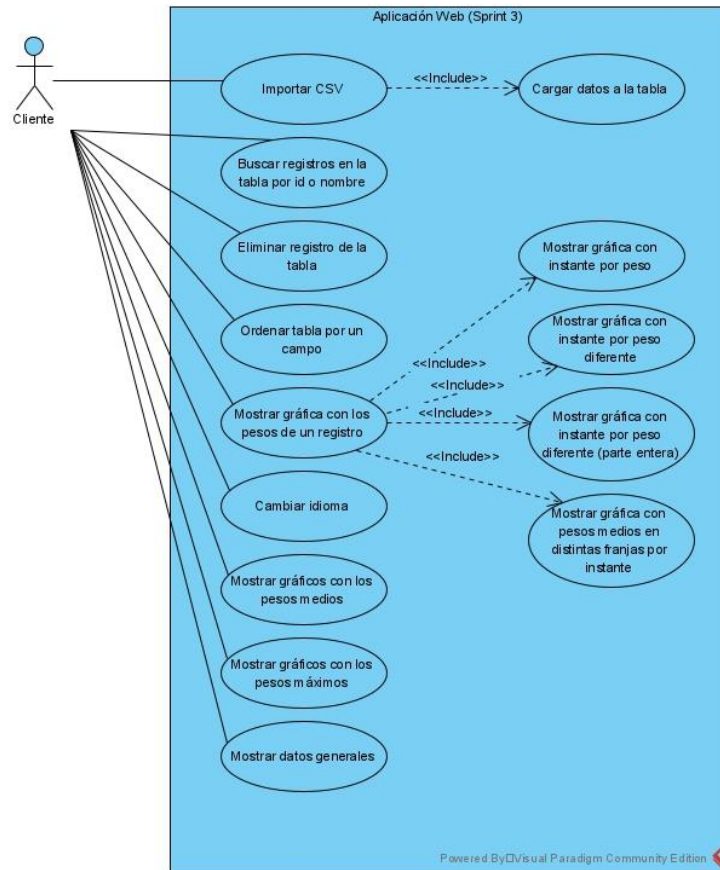 Aplicación Web (Sprint 3)
Cliente
Importar CSV
<<Include>>
Cargar datos a la tabla
Buscar registros en la
tabla por id o nombre
Eliminar registro de la
tabla
Mostrar gráfica con
instante por peso
Ordenar tabla por un
campo
Mostrar gráfica con
instante por peso
diferente
<<Include>>
<<Include>>
Mostrar gráfica con los
pesos de un registro
<<Include>>
Mostrar gráfica con
instante por peso
diferente (parte entera)
<<Include>>
Cambiar idioma
Mostrar gráfica con
pesos medios en
distintas franjas por
instante
Mostrar gráficos con los
pesos medios
Mostrar gráficos con los
pesos máximos
Mostrar datos generales
Powered By Visual Paradigm Community Edition